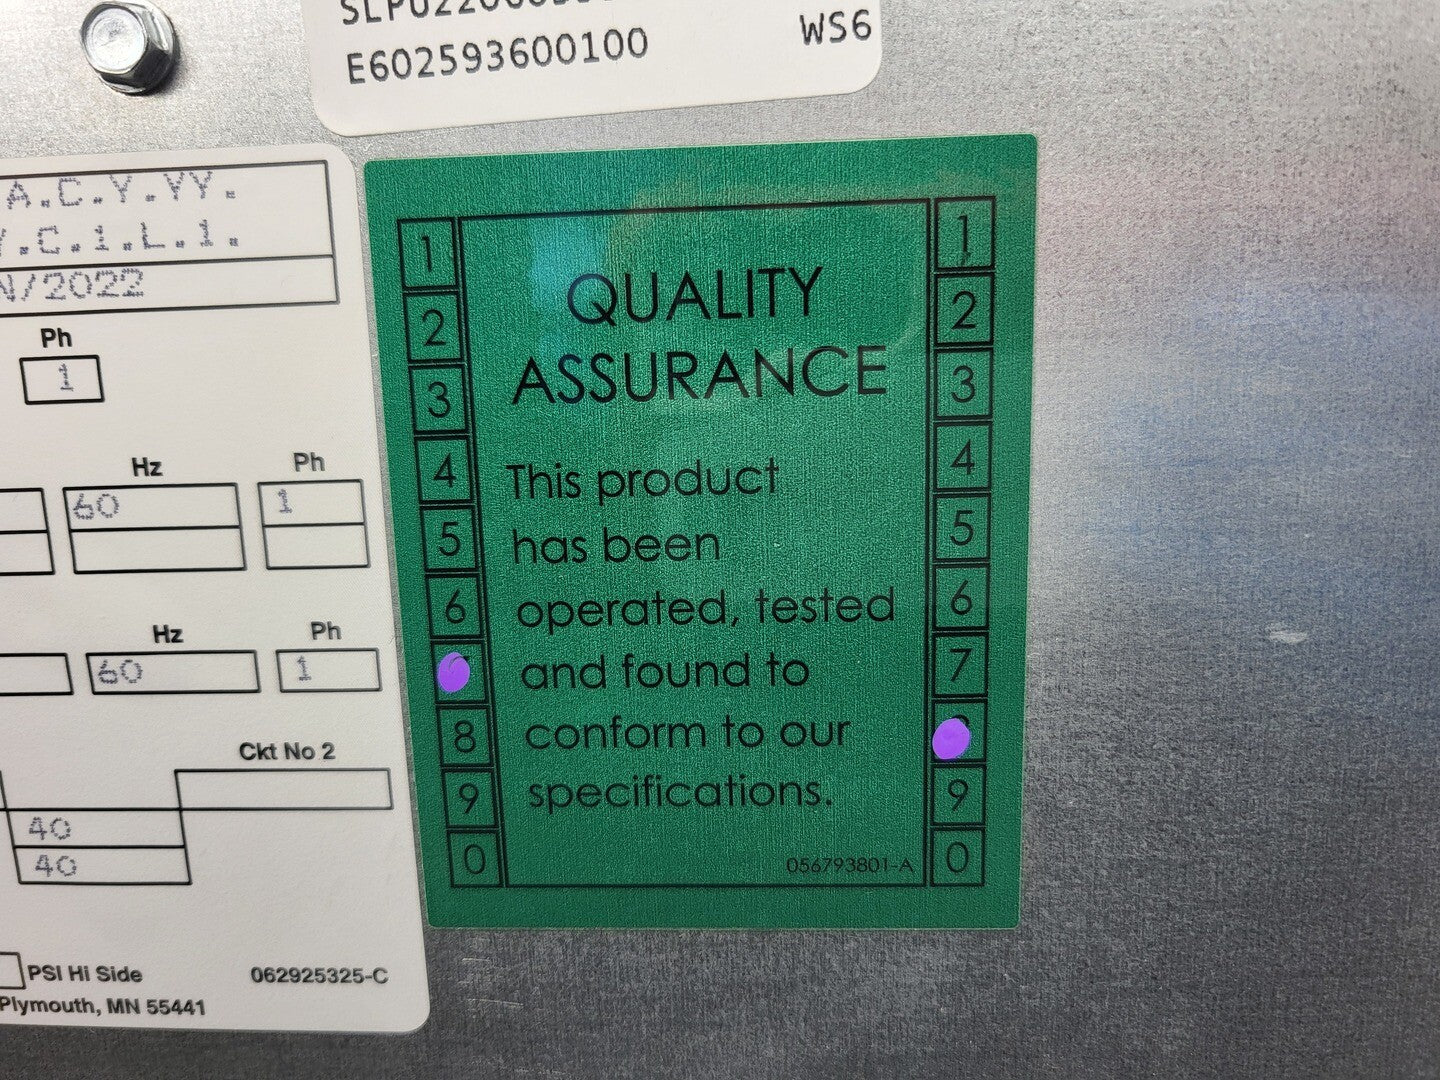 E602593600100
WS6
A.C.Y.YY.
.C.1.L.1.
/2022
Ph
1
Hz
Ph
60
1
Hz
Ph
60
1
Ckt No 2
40
40
PSI Hi Side
062925325-C
Plymouth, MN 55441
1
2
3
4
5
6
8
9
0
QUALITY
ASSURANCE
This product
has been
operated, tested
and found to
conform to our
specifications.
056793801-A
1
2
3
4
5
6
7
9
0